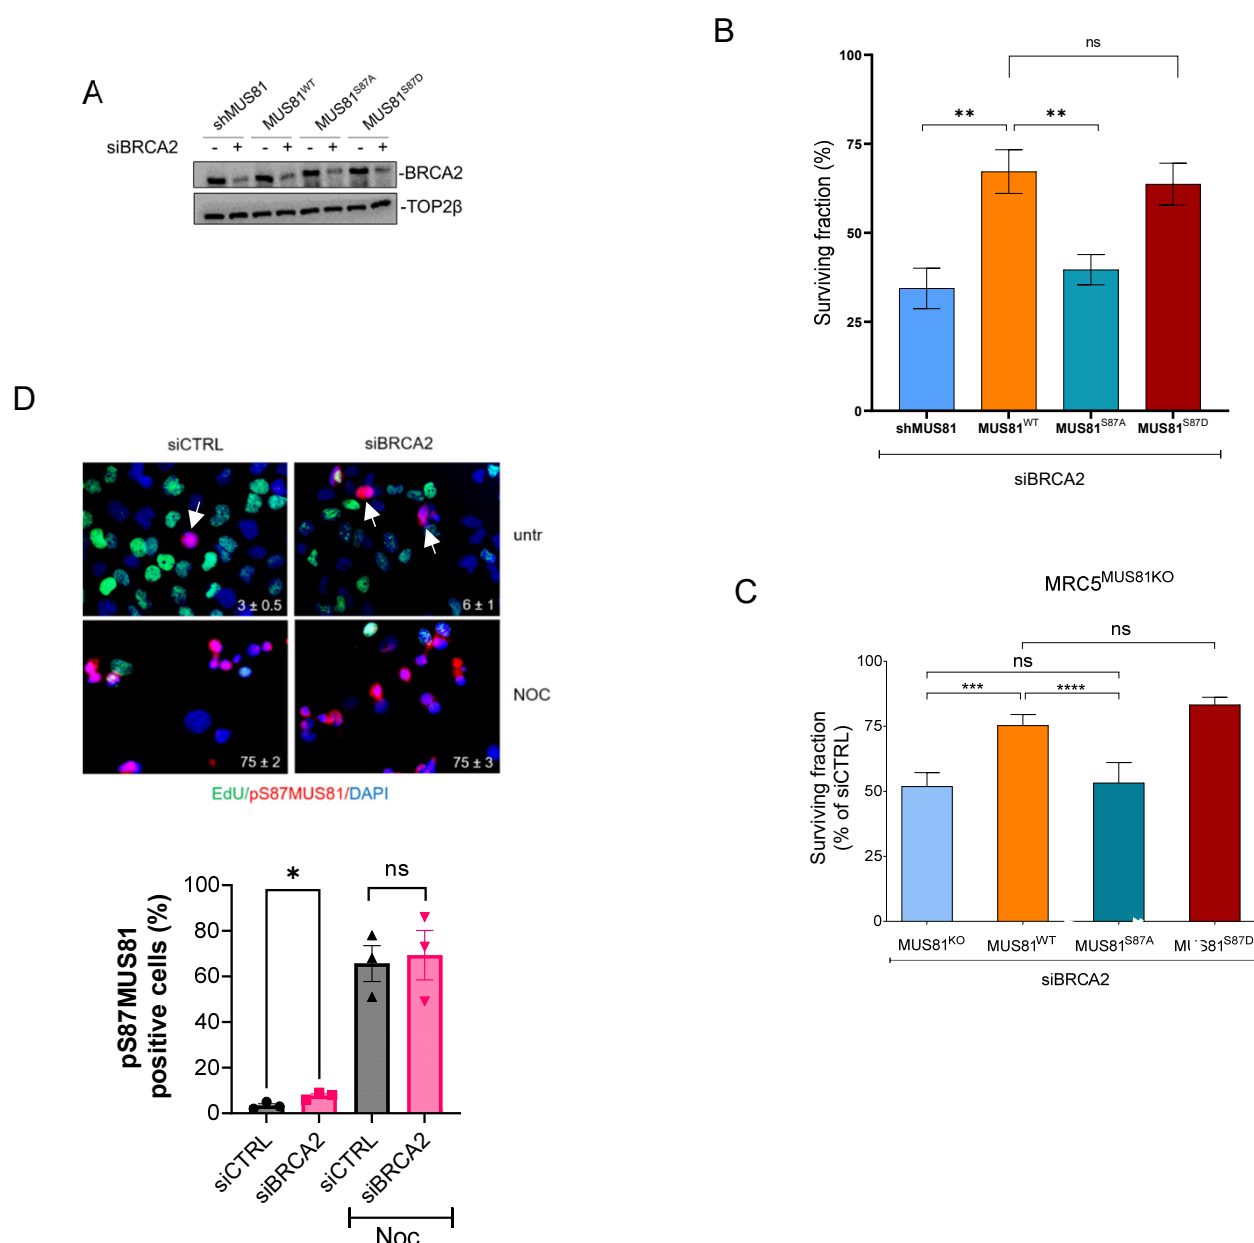 A
shMUS81
MUS81WT
MUS81S87A
MUS81S87D
siBRCA2 - + - + - + - +
-BRCA2
-TOP2β
B
ns
** **
Surviving fraction (%)
100
75
50
25
0
shMUS81 MUS81WT MUS81S87A MUS81S87D
siBRCA2
C
MRC5MUS81KO
ns
ns
*** ****
Surviving fraction
(% of siCTRL)
100
75
50
25
0
MUS81KO MUS81WT MUS81S87A
siBRCA2
D
siCTRL siBRCA2
untr
3 ± 0.5 6 ± 1
NOC
75 ± 2 75 ± 3
EdU/pS87MUS81/DAPI
* ns
pS87MUS81
positive cells (%)
100
80
60
40
20
0
siCTRL
siBRCA2
siCTRL
siBRCA2
Noc